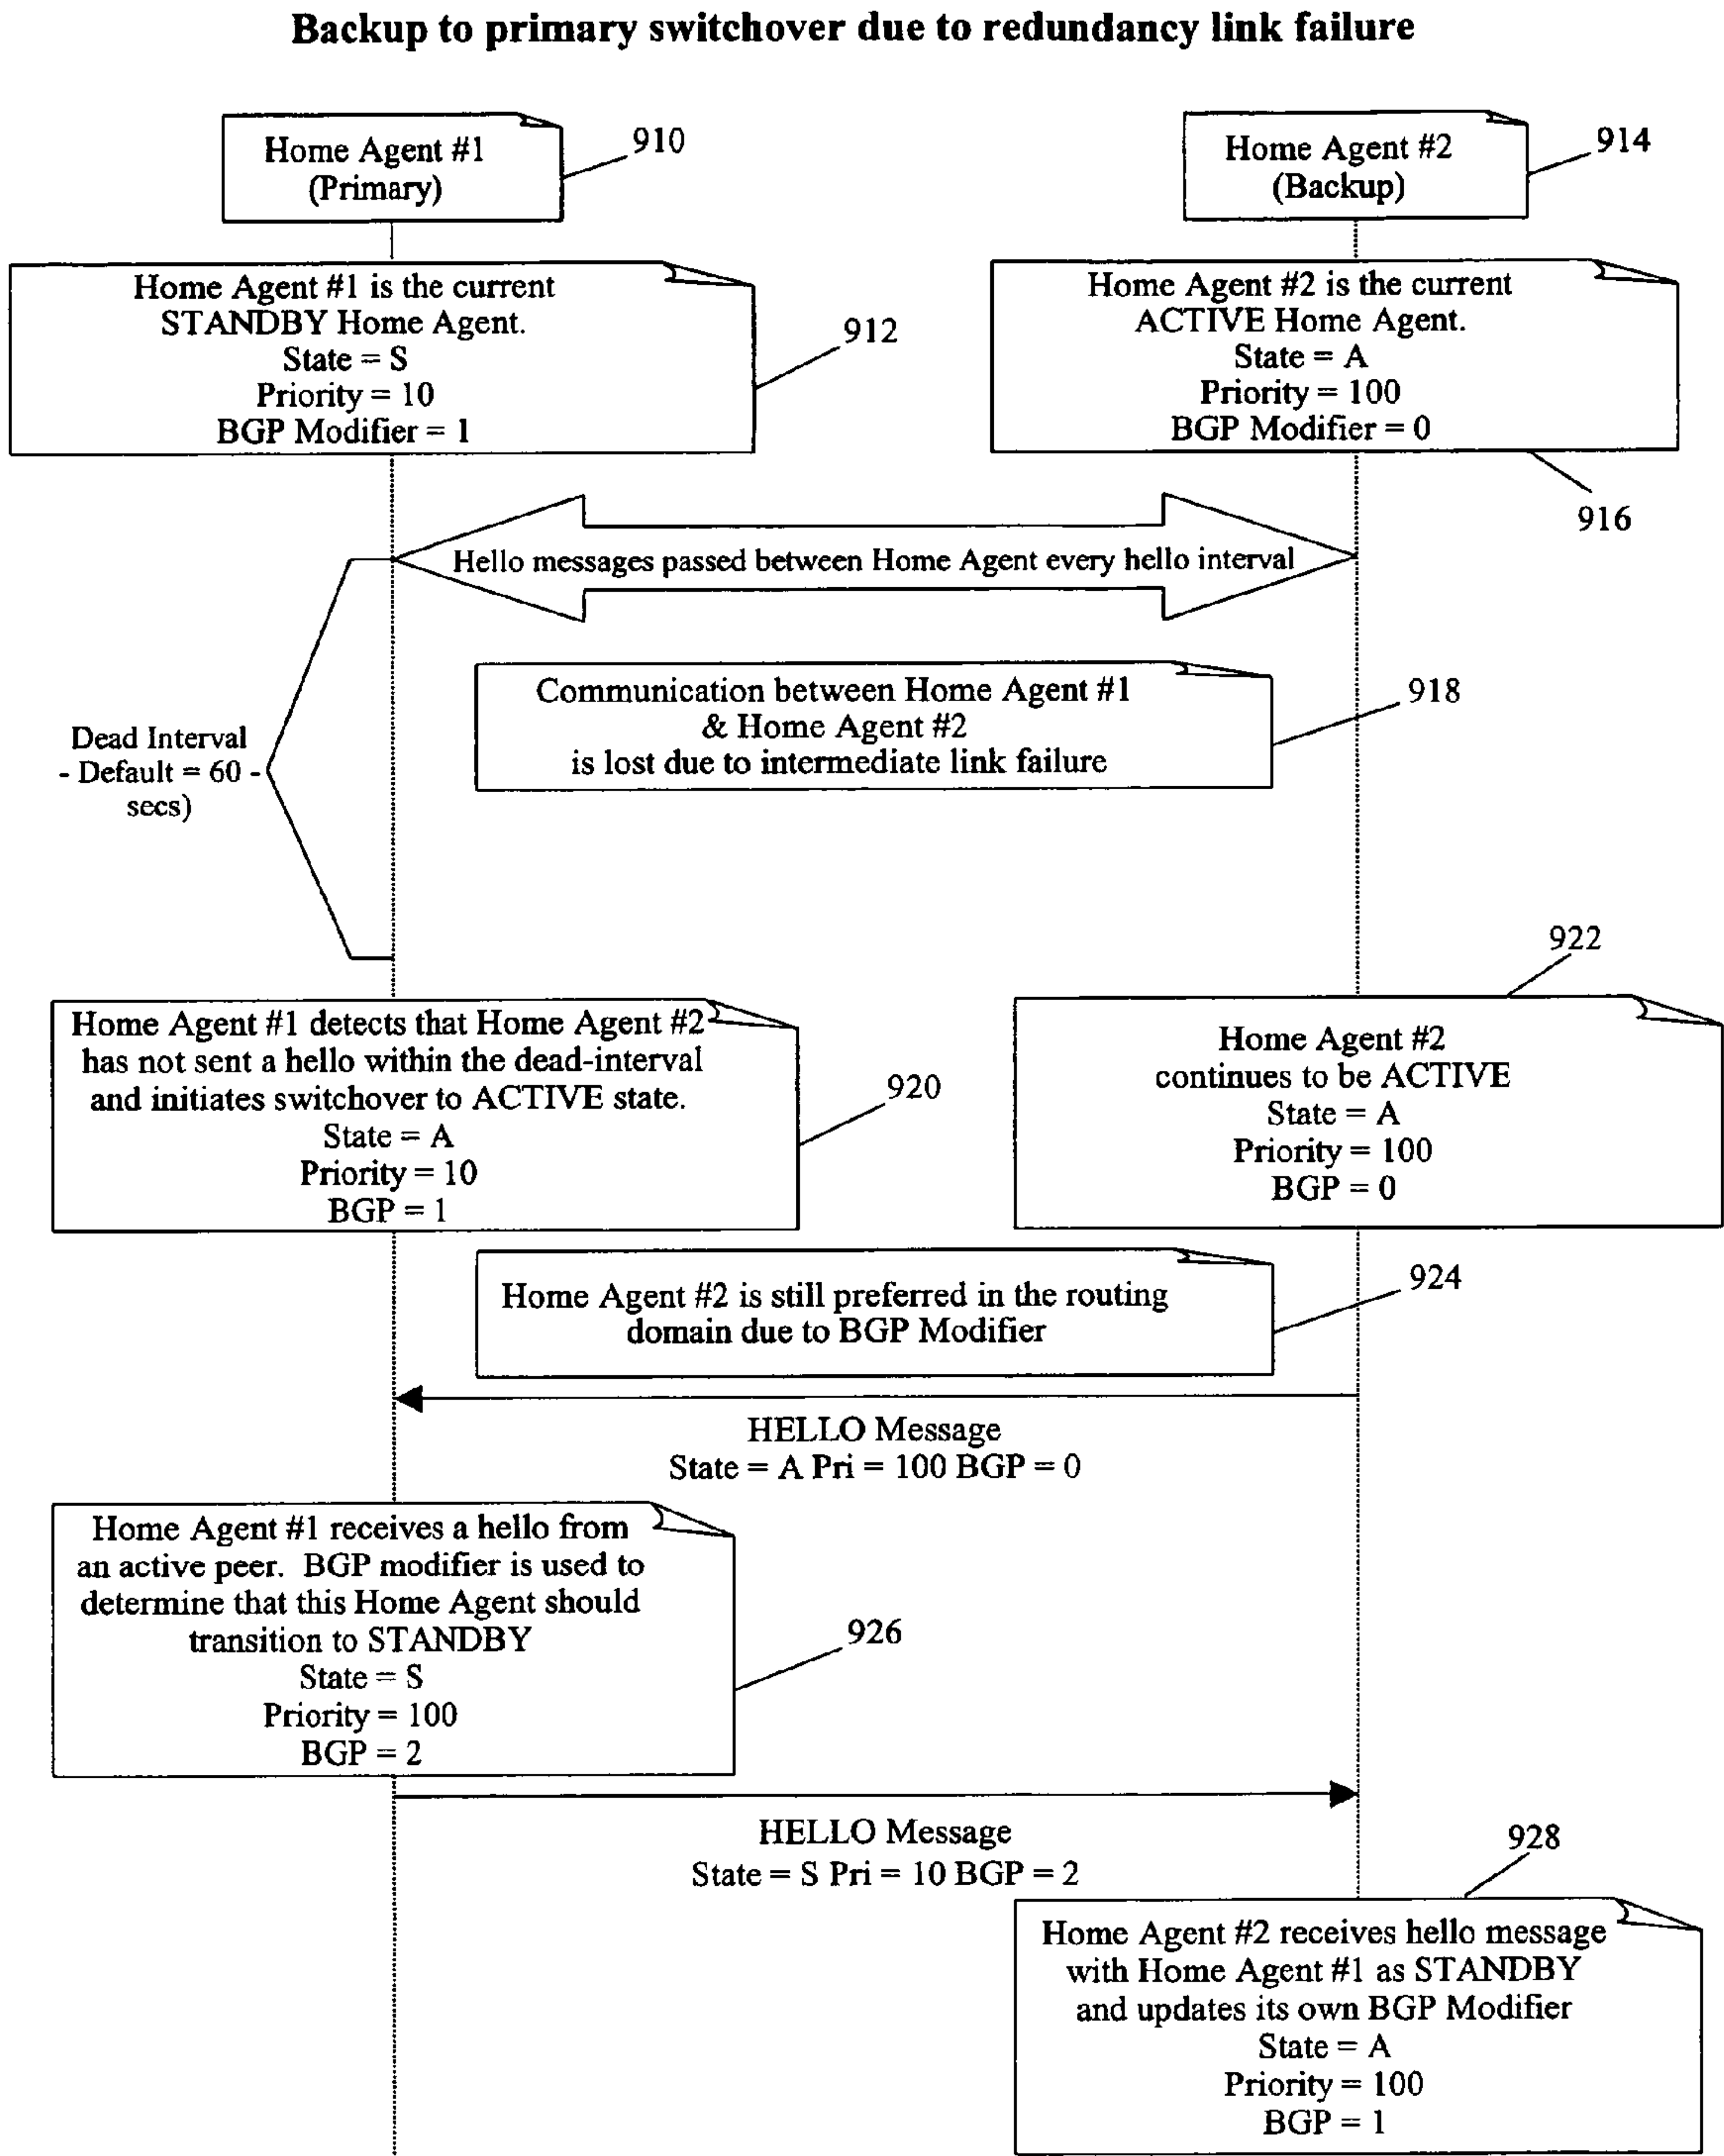 Backup to primary switchover due to redundancy link failure
Home Agent #1
(Primary)
910
Home Agent #2
(Backup)
914
Home Agent #1 is the current
STANDBY Home Agent.
State = S
Priority = 10
BGP Modifier = 1
912
Home Agent #2 is the current
ACTIVE Home Agent.
State = A
Priority = 100
BGP Modifier = 0
916
Hello messages passed between Home Agent every hello interval
Communication between Home Agent #1
& Home Agent #2
is lost due to intermediate link failure
918
Dead Interval
- Default = 60 -
secs)
922
Home Agent #1 detects that Home Agent #2
has not sent a hello within the dead-interval
and initiates switchover to ACTIVE state.
State = A
Priority = 10
BGP = 1
920
Home Agent #2
continues to be ACTIVE
State = A
Priority = 100
BGP = 0
Home Agent #2 is still preferred in the routing
domain due to BGP Modifier
924
HELLO Message
State = A Pri = 100 BGP = 0
Home Agent #1 receives a hello from
an active peer. BGP modifier is used to
determine that this Home Agent should
transition to STANDBY
State = S
Priority = 100
BGP = 2
926
HELLO Message
State = S Pri = 10 BGP = 2
928
Home Agent #2 receives hello message
with Home Agent #1 as STANDBY
and updates its own BGP Modifier
State = A
Priority = 100
BGP = 1